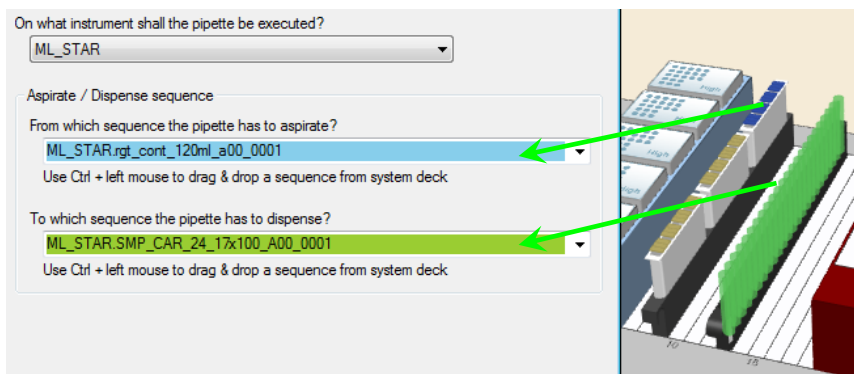 On what instrument shall the pipette be executed?
ML_STAR
Aspirate / Dispense sequence
From which sequence the pipette has to aspirate?
ML_STAR.rgt_cont_120ml_a00_0001
Use Ctrl + left mouse to drag & drop a sequence from system deck
To which sequence the pipette has to dispense?
ML_STAR.SMP_CAR_24_17x100_A00_0001
Use Ctrl + left mouse to drag & drop a sequence from system deck
High
High
High
High
10
15